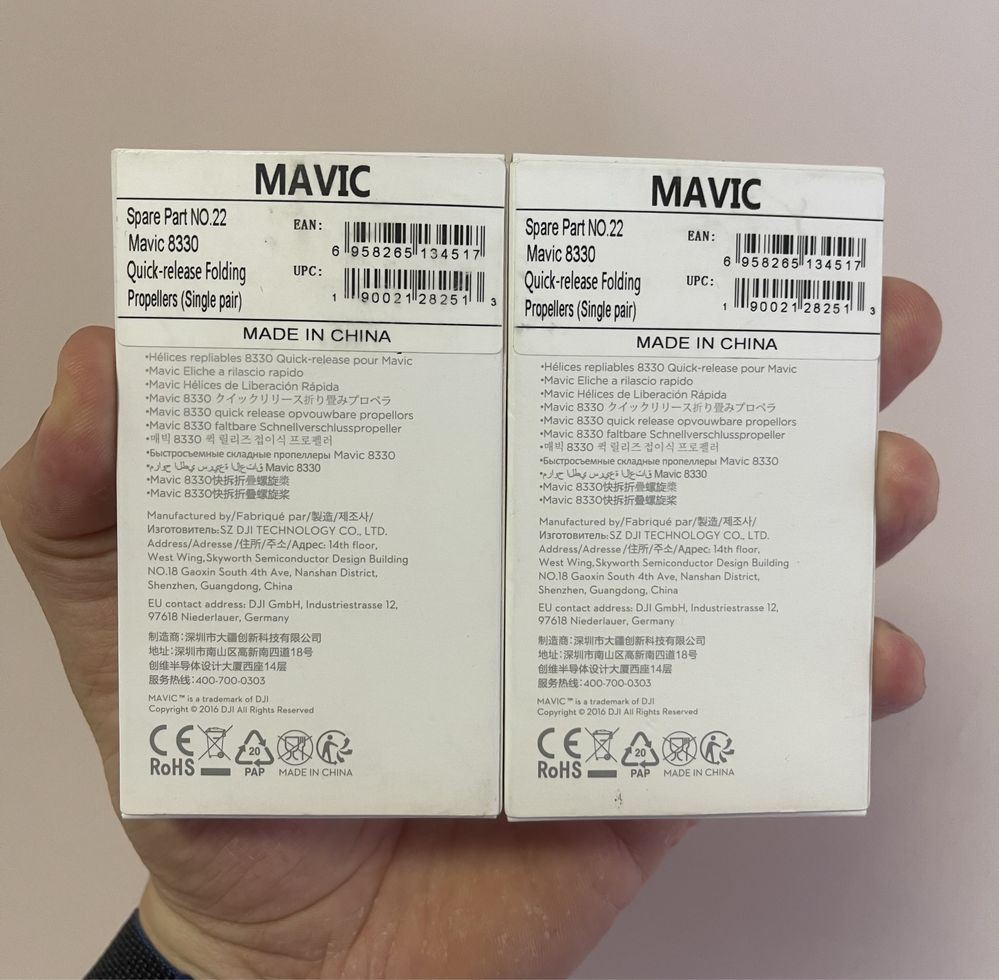 MAVIC
Spare Part NO.22
Mavic 8330
Quick-release Folding
Propellers (Single pair)
EAN:
6 958265 134517
UPC:
1 90021 28251 3
MADE IN CHINA
•Hélices repliables 8330 Quick-release pour Mavic
•Mavic Eliche a rilascio rapido
•Mavic Hélices de Liberación Rápida
•Mavic 8330 クイックリリース折り畳みプロペラ
•Mavic 8330 quick release opvouwbare propellors
•Mavic 8330 faltbare Schnellverschlusspropeller
•매빅 8330 퀵 릴리즈 접이식 프로펠러
•Быстросъемные складные пропеллеры Mavic 8330
•مراوح الطي سريعة العتاق Mavic 8330
•Mavic 8330快拆折疊螺旋槳
•Mavic 8330快拆折叠螺旋桨
Manufactured by/Fabriqué par/製造/제조사/
Изготовитель:SZ DJI TECHNOLOGY CO., LTD.
Address/Adresse/住所/주소/Адрес: 14th floor,
West Wing,Skyworth Semiconductor Design Building
NO.18 Gaoxin South 4th Ave, Nanshan District,
Shenzhen, Guangdong, China
EU contact address: DJI GmbH, Industriestrasse 12,
97618 Niederlauer, Germany
制造商:深圳市大疆创新科技有限公司
地址:深圳市南山区高新南四道18号
创维半导体设计大厦西座14层
服务热线:400-700-0303
MAVIC™ is a trademark of DJI
Copyright © 2016 DJI All Rights Reserved
CE
RoHS
20
PAP
MADE IN CHINA
MAVIC
Spare Part NO.22
Mavic 8330
Quick-release Folding
Propellers (Single pair)
EAN:
6 958265 134517
UPC:
1 90021 28251 3
MADE IN CHINA
•Hélices repliables 8330 Quick-release pour Mavic
•Mavic Eliche a rilascio rapido
•Mavic Hélices de Liberación Rápida
•Mavic 8330 クイックリリース折り畳みプロペラ
•Mavic 8330 quick release opvouwbare propellors
•Mavic 8330 faltbare Schnellverschlusspropeller
•매빅 8330 퀵 릴리즈 접이식 프로펠러
•Быстросъемные складные пропеллеры Mavic 8330
•مراوح الطي سريعة العتاق Mavic 8330
•Mavic 8330快拆折疊螺旋槳
•Mavic 8330快拆折叠螺旋桨
Manufactured by/Fabriqué par/製造/제조사/
Изготовитель:SZ DJI TECHNOLOGY CO., LTD.
Address/Adresse/住所/주소/Адрес: 14th floor,
West Wing,Skyworth Semiconductor Design Building
NO.18 Gaoxin South 4th Ave, Nanshan District,
Shenzhen, Guangdong, China
EU contact address: DJI GmbH, Industriestrasse 12,
97618 Niederlauer, Germany
制造商:深圳市大疆创新科技有限公司
地址:深圳市南山区高新南四道18号
创维半导体设计大厦西座14层
服务热线:400-700-0303
MAVIC™ is a trademark of DJI
Copyright © 2016 DJI All Rights Reserved
CE
RoHS
20
PAP
MADE IN CHINA